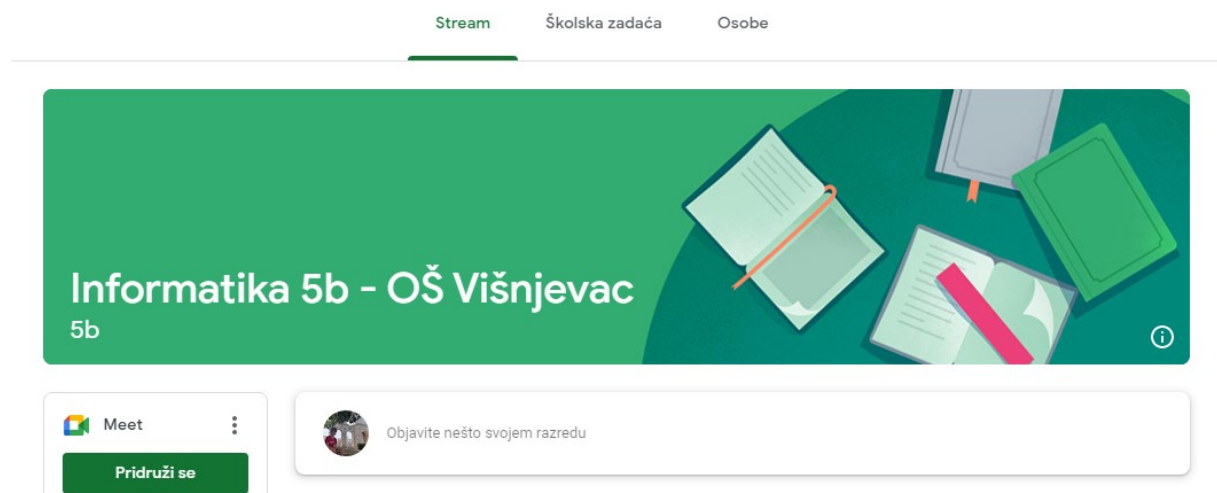 Stream Školska zadaća Osobe
Informatika 5b - OŠ Višnjevac
5b
Meet
Objavite nešto svojem razredu
Pridruži se